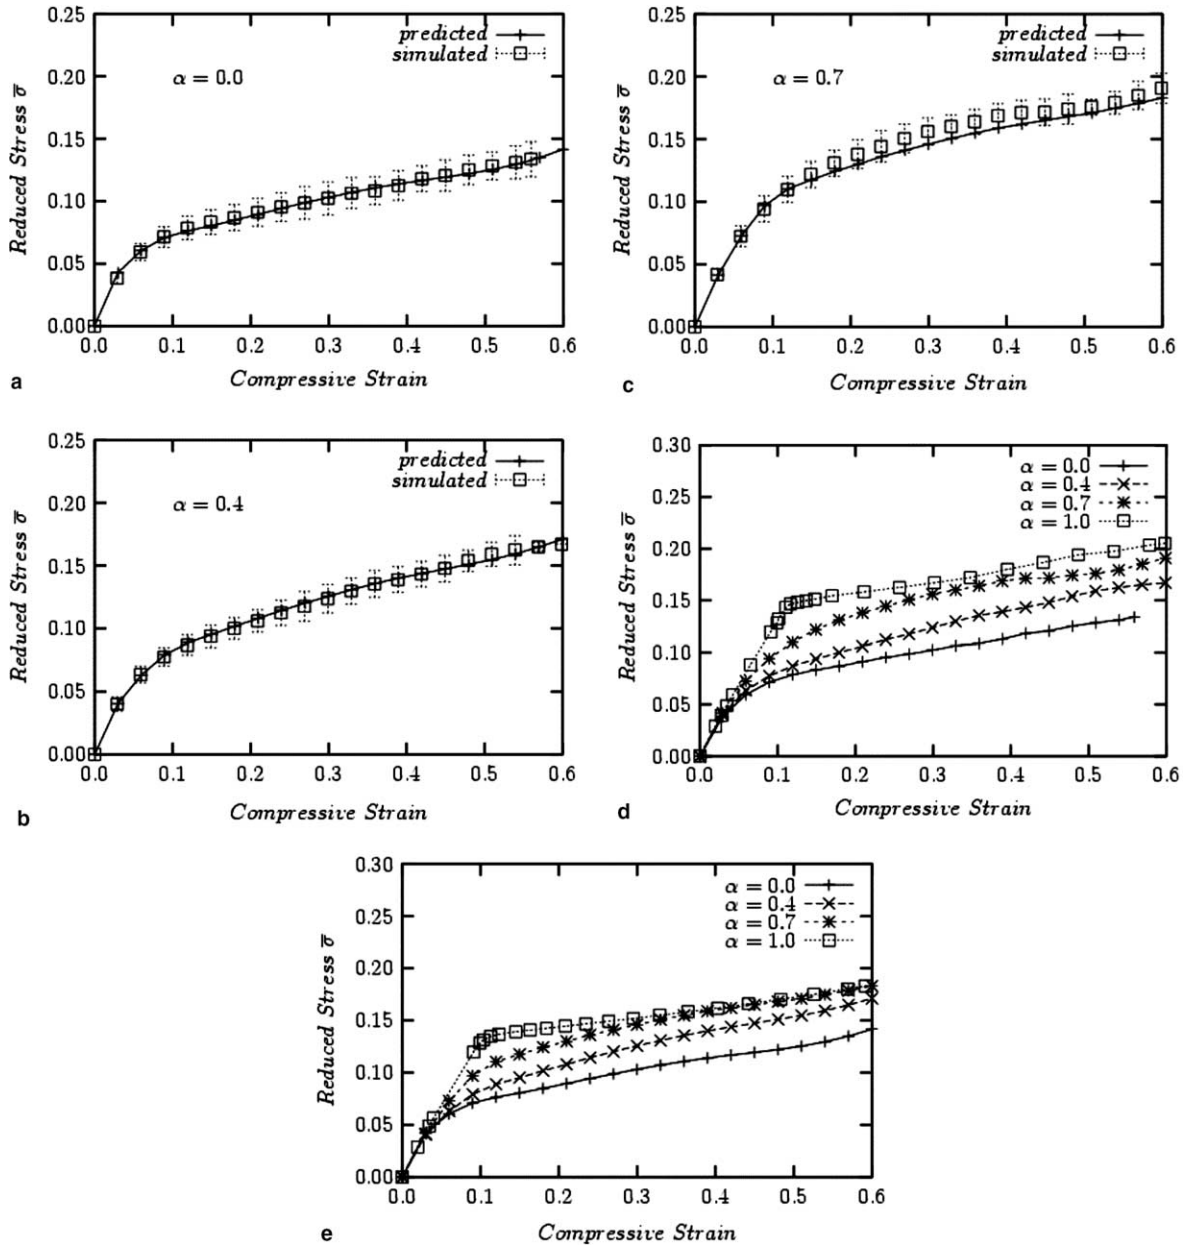 0.25
0.20
0.15
0.10
0.05
0.00
Reduced Stress σ̅
predicted
simulated
α = 0.0
0.0 0.1 0.2 0.3 0.4 0.5 0.6
Compressive Strain
a
0.25
0.20
0.15
0.10
0.05
0.00
Reduced Stress σ̅
predicted
simulated
α = 0.7
0.0 0.1 0.2 0.3 0.4 0.5 0.6
Compressive Strain
c
0.25
0.20
0.15
0.10
0.05
0.00
Reduced Stress σ̅
predicted
simulated
α = 0.4
0.0 0.1 0.2 0.3 0.4 0.5 0.6
Compressive Strain
b
0.30
0.25
0.20
0.15
0.10
0.05
0.00
Reduced Stress σ̅
α = 0.0
α = 0.4
α = 0.7
α = 1.0
0.0 0.1 0.2 0.3 0.4 0.5 0.6
Compressive Strain
d
0.30
0.25
0.20
0.15
0.10
0.05
0.00
Reduced Stress σ̅
α = 0.0
α = 0.4
α = 0.7
α = 1.0
0.0 0.1 0.2 0.3 0.4 0.5 0.6
Compressive Strain
e